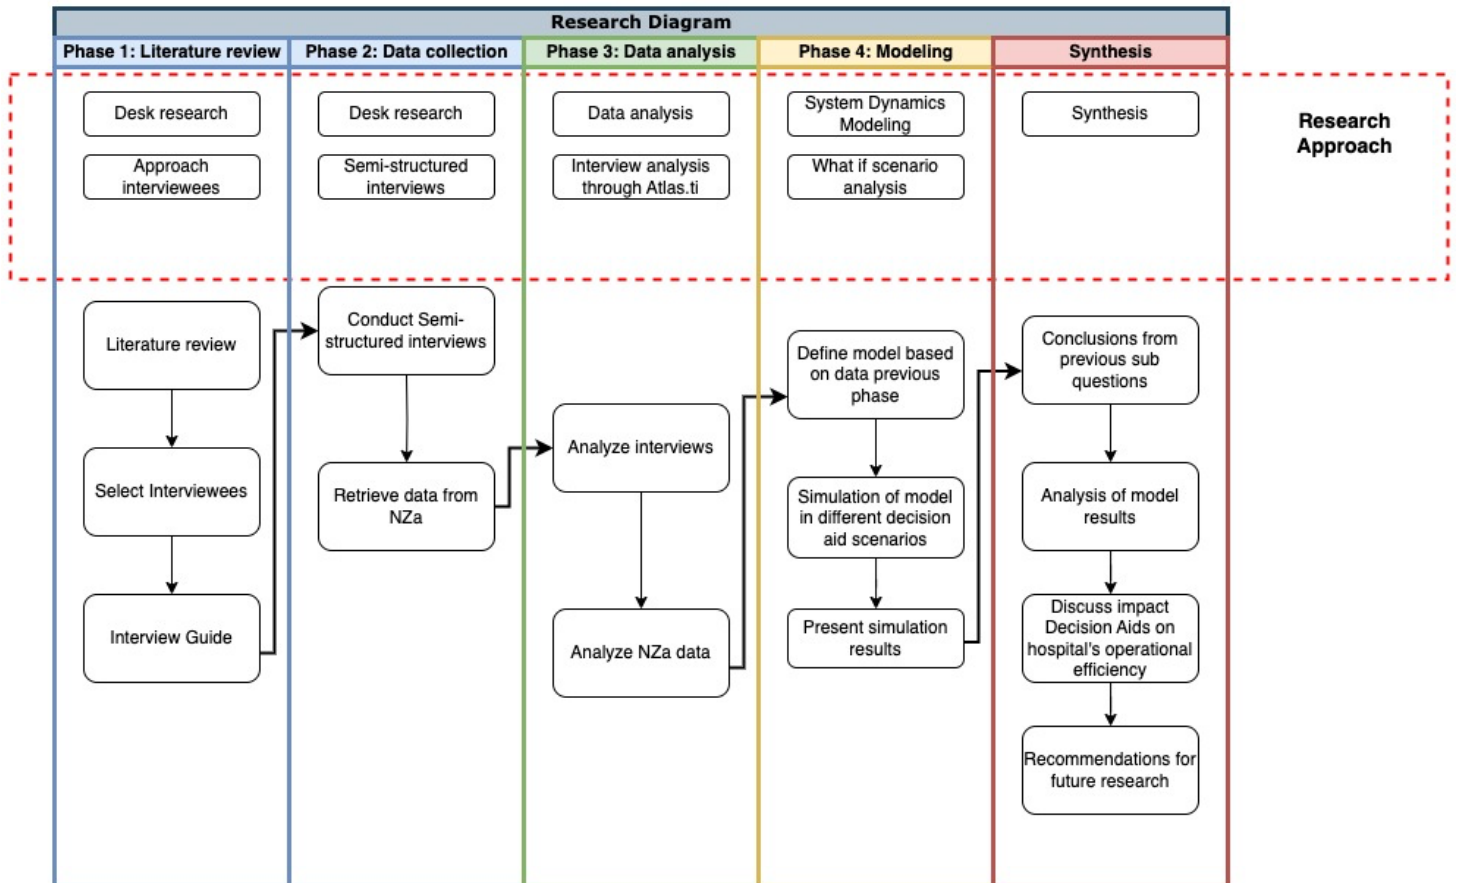 Research Diagram
Phase 1: Literature review
Phase 2: Data collection
Phase 3: Data analysis
Phase 4: Modeling
Synthesis
Desk research
Desk research
Data analysis
System Dynamics
Modeling
Synthesis
Research
Approach
Approach
interviewees
Semi-structured
interviews
Interview analysis
through Atlas.ti
What if scenario
analysis
Literature review
Select Interviewees
Interview Guide
Conduct Semi-
structured interviews
Retrieve data from
NZa
Analyze interviews
Analyze NZa data
Define model based
on data previous
phase
Simulation of model
in different decision
aid scenarios
Present simulation
results
Conclusions from
previous sub
questions
Analysis of model
results
Discuss impact
Decision Aids on
hospital's operational
efficiency
Recommendations for
future research